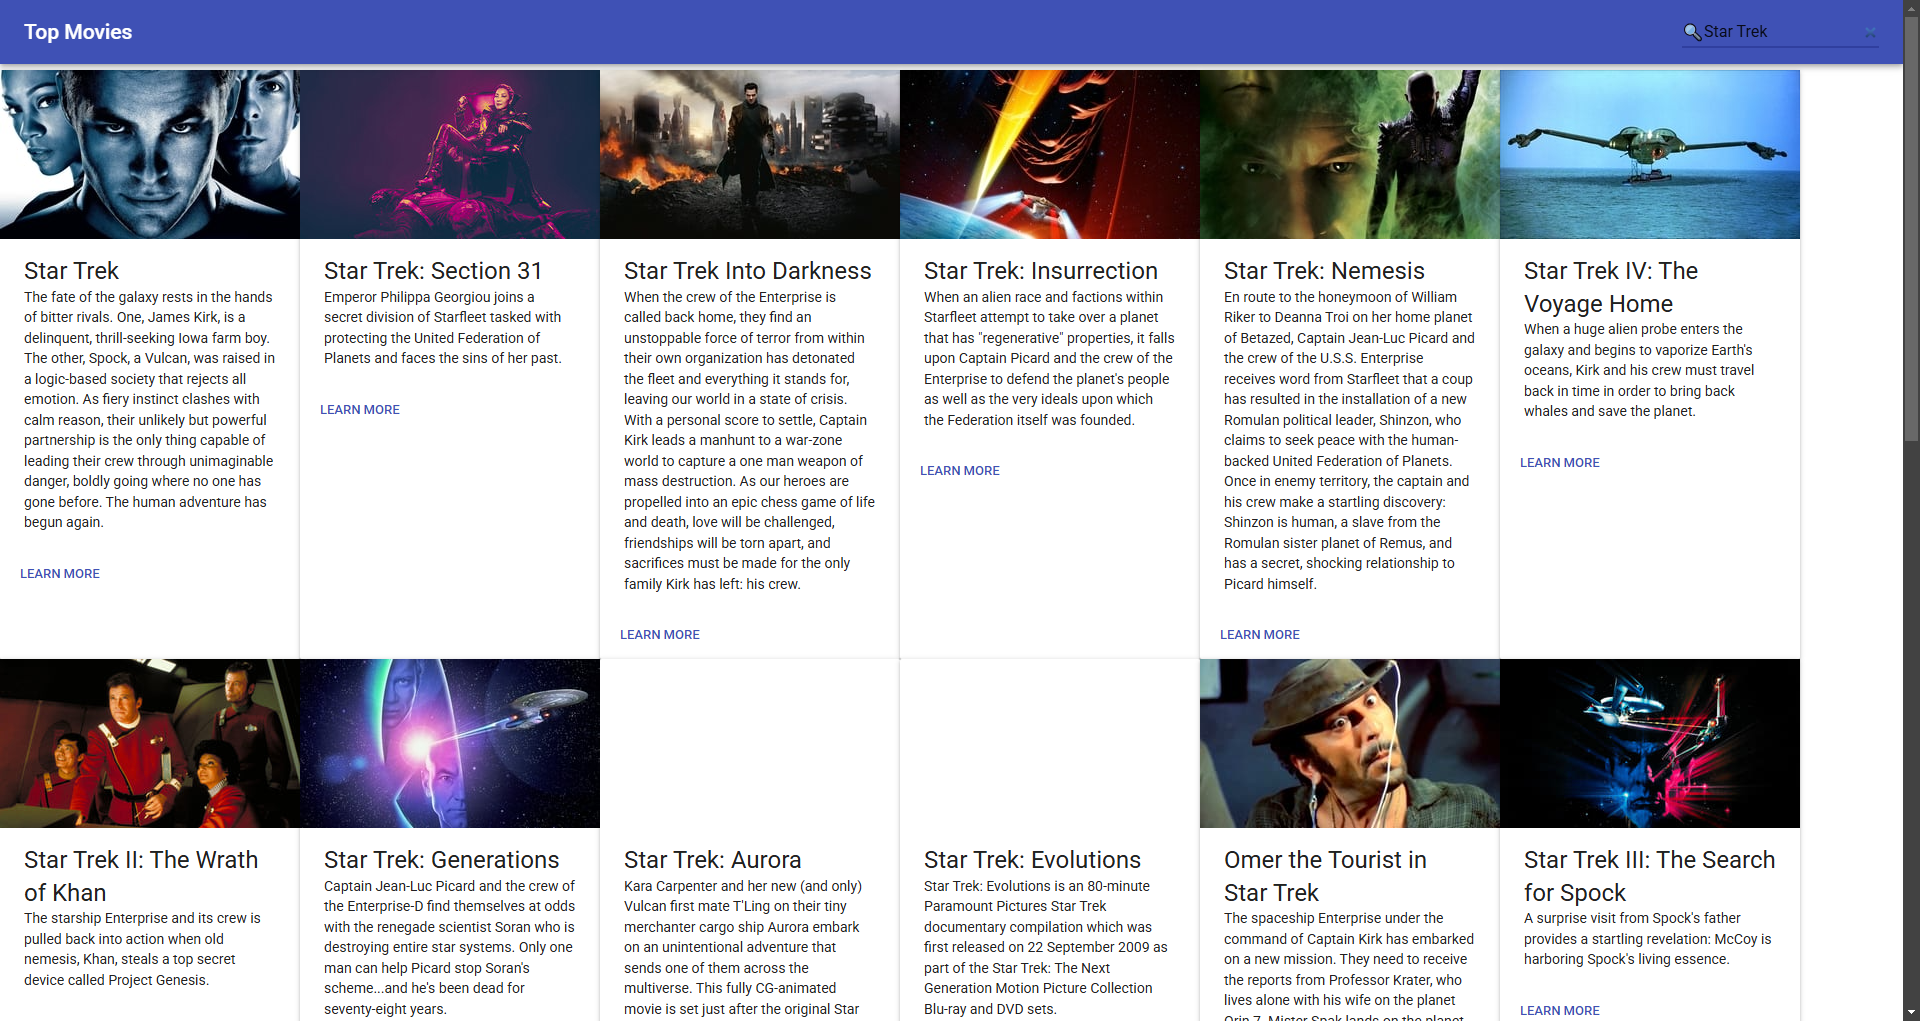 Top Movies
Star Trek
Star Trek
The fate of the galaxy rests in the hands
of bitter rivals. One, James Kirk, is a
delinquent, thrill-seeking Iowa farm boy.
The other, Spock, a Vulcan, was raised in
a logic-based society that rejects all
emotion. As fiery instinct clashes with
calm reason, their unlikely but powerful
partnership is the only thing capable of
leading their crew through unimaginable
danger, boldly going where no one has
gone before. The human adventure has
begun again.
LEARN MORE
Star Trek: Section 31
Emperor Philippa Georgiou joins a
secret division of Starfleet tasked with
protecting the United Federation of
Planets and faces the sins of her past.
LEARN MORE
Star Trek Into Darkness
When the crew of the Enterprise is
called back home, they find an
unstoppable force of terror from within
their own organization has detonated
the fleet and everything it stands for,
leaving our world in a state of crisis.
With a personal score to settle, Captain
Kirk leads a manhunt to a war-zone
world to capture a one man weapon of
mass destruction. As our heroes are
propelled into an epic chess game of life
and death, love will be challenged,
friendships will be torn apart, and
sacrifices must be made for the only
family Kirk has left: his crew.
LEARN MORE
Star Trek: Insurrection
When an alien race and factions within
Starfleet attempt to take over a planet
that has "regenerative" properties, it falls
upon Captain Picard and the crew of the
Enterprise to defend the planet's people
as well as the very ideals upon which
the Federation itself was founded.
LEARN MORE
Star Trek: Nemesis
En route to the honeymoon of William
Riker to Deanna Troi on her home planet
of Betazed, Captain Jean-Luc Picard and
the crew of the U.S.S. Enterprise
receives word from Starfleet that a coup
has resulted in the installation of a new
Romulan political leader, Shinzon, who
claims to seek peace with the human-
backed United Federation of Planets.
Once in enemy territory, the captain and
his crew make a startling discovery:
Shinzon is human, a slave from the
Romulan sister planet of Remus, and
has a secret, shocking relationship to
Picard himself.
LEARN MORE
Star Trek IV: The
Voyage Home
When a huge alien probe enters the
galaxy and begins to vaporize Earth's
oceans, Kirk and his crew must travel
back in time in order to bring back
whales and save the planet.
LEARN MORE
Star Trek II: The Wrath
of Khan
The starship Enterprise and its crew is
pulled back into action when old
nemesis, Khan, steals a top secret
device called Project Genesis.
Star Trek: Generations
Captain Jean-Luc Picard and the crew of
the Enterprise-D find themselves at odds
with the renegade scientist Soran who is
destroying entire star systems. Only one
man can help Picard stop Soran's
scheme...and he's been dead for
seventy-eight years.
Star Trek: Aurora
Kara Carpenter and her new (and only)
Vulcan first mate T'Ling on their tiny
merchanter cargo ship Aurora embark
on an unintentional adventure that
sends one of them across the
multiverse. This fully CG-animated
movie is set just after the original Star
Star Trek: Evolutions
Star Trek: Evolutions is an 80-minute
Paramount Pictures Star Trek
documentary compilation which was
first released on 22 September 2009 as
part of the Star Trek: The Next
Generation Motion Picture Collection
Blu-ray and DVD sets.
Omer the Tourist in
Star Trek
The spaceship Enterprise under the
command of Captain Kirk has embarked
on a new mission. They need to receive
the reports from Professor Krater, who
lives alone with his wife on the planet
Orin 7. Mister Spak lands on the planet
Star Trek III: The Search
for Spock
A surprise visit from Spock's father
provides a startling revelation: McCoy is
harboring Spock's living essence.
LEARN MORE